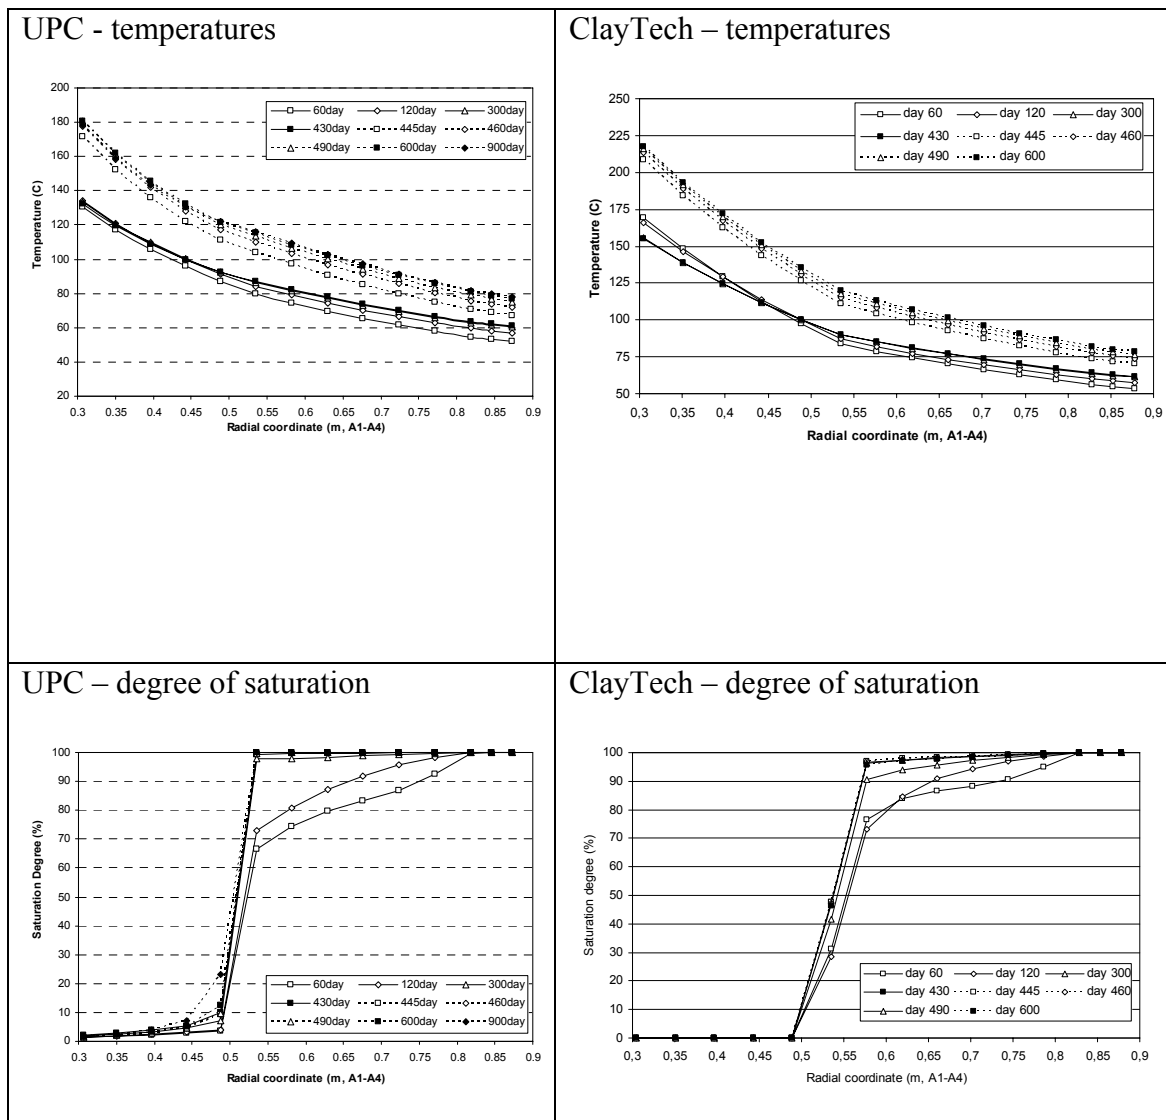 UPC - temperatures
200
180
160
140
120
100
80
60
40
20
Temperature (C)
60day 120day 300day
430day 445day 460day
490day 600day 900day
0.3 0.35 0.4 0.45 0.5 0.55 0.6 0.65 0.7 0.75 0.8 0.85 0.9
Radial coordinate (m, A1-A4)
ClayTech – temperatures
250
225
200
175
150
125
100
75
50
Temperature (C)
day 60 day 120 day 300
day 430 day 445 day 460
day 490 day 600
0,3 0,35 0,4 0,45 0,5 0,55 0,6 0,65 0,7 0,75 0,8 0,85 0,9
Radial coordinate (m, A1-A4)
UPC – degree of saturation
100
90
80
70
60
50
40
30
20
10
0
Saturation Degree (%)
60day 120day 300day
430day 445day 460day
490day 600day 900day
0.3 0.35 0.4 0.45 0.5 0.55 0.6 0.65 0.7 0.75 0.8 0.85 0.9
Radial coordinate (m, A1-A4)
ClayTech – degree of saturation
100
90
80
70
60
50
40
30
20
10
0
Saturation degree (%)
day 60 day 120 day 300
day 430 day 445 day 460
day 490 day 600
0,3 0,35 0,4 0,45 0,5 0,55 0,6 0,65 0,7 0,75 0,8 0,85 0,9
Radial coordinate (m, A1-A4)